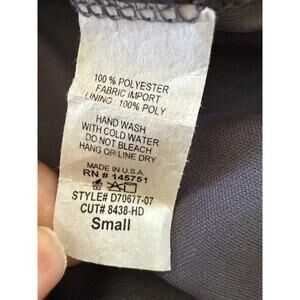 100 % POLYESTER
FABRIC IMPORT
LINING : 100% POLY
HAND WASH
WITH COLD WATER
DO NOT BLEACH
HANG OR LINE DRY
MADE IN U.S.A.
RN # 145751
STYLE# D70677-07
CUT# 8438-HD
Small